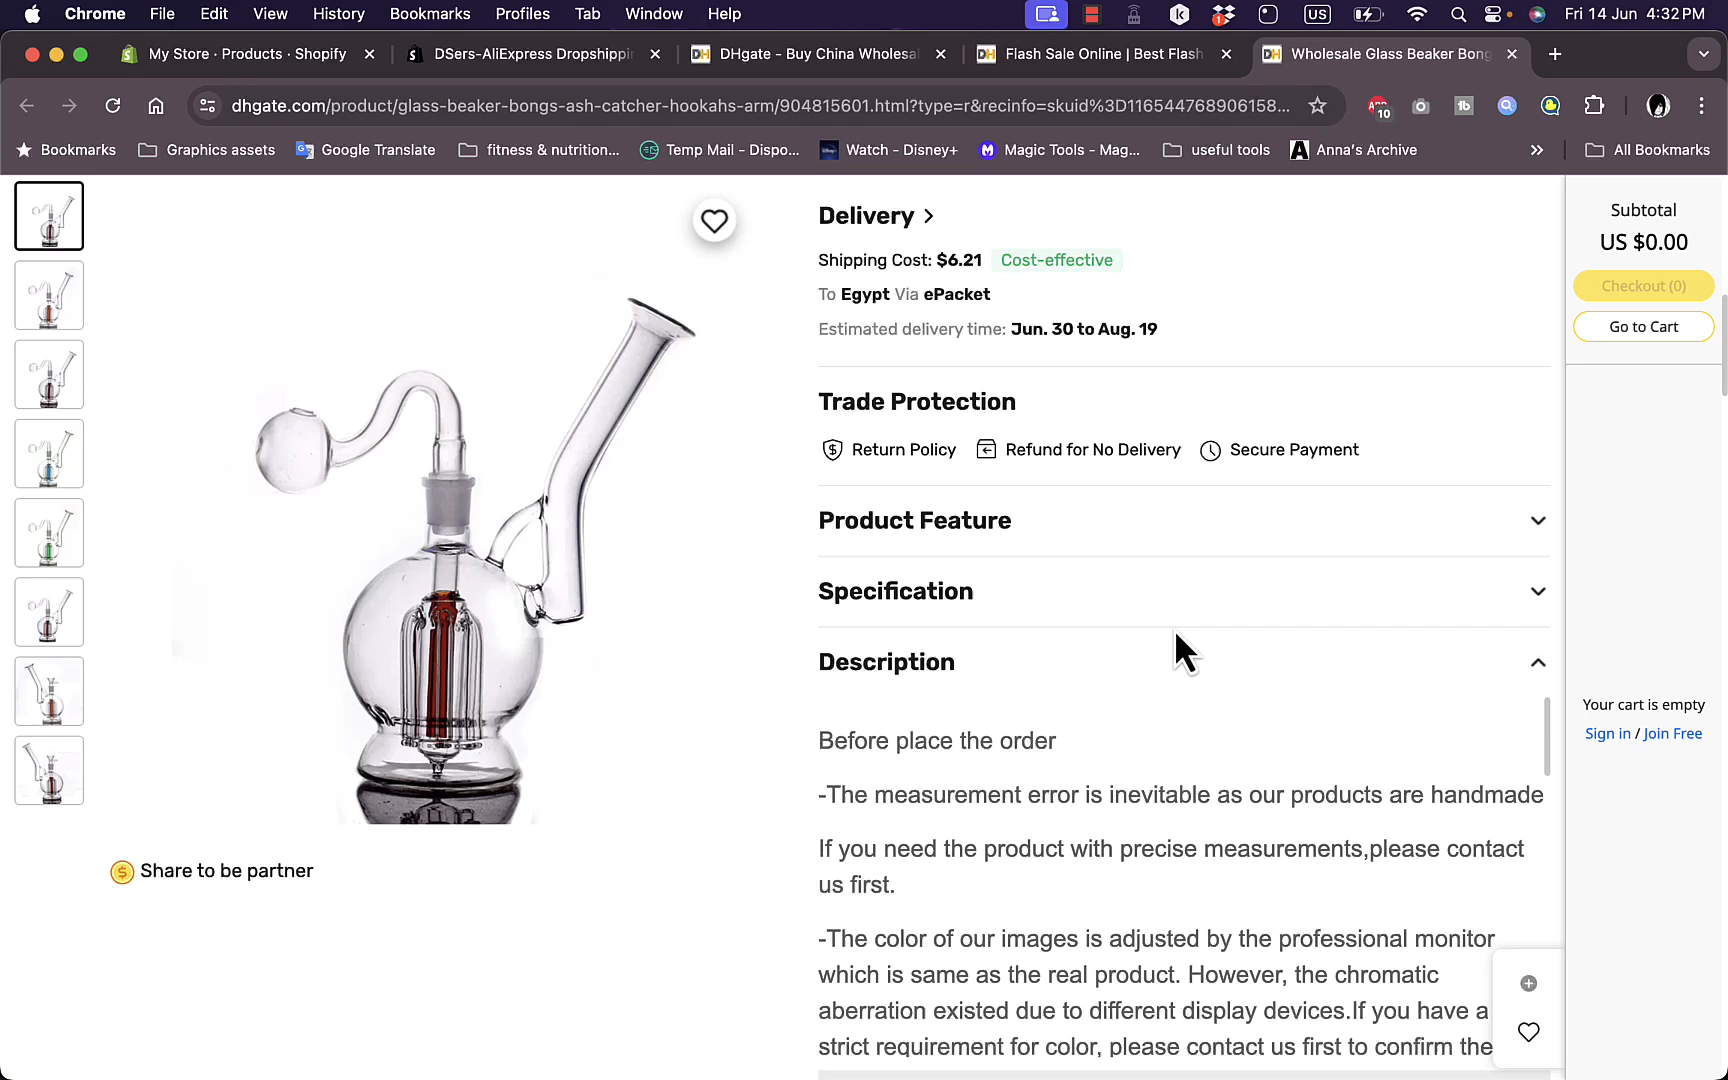 Chrome File Edit View History Bookmarks Profiles Tab Window Help US Fri 14 Jun 4:32 PM
My Store · Products · Shopify DSers-AliExpress Dropshippin DHgate - Buy China Wholesa Flash Sale Online | Best Flash Wholesale Glass Beaker Bong
dhgate.com/product/glass-beaker-bongs-ash-catcher-hookahs-arm/904815601.html?type=r&recinfo=skuid%3D116544768906158... 10
Bookmarks Graphics assets Google Translate fitness & nutrition... Temp Mail - Dispo... Watch - Disney+ Magic Tools - Mag... useful tools Anna's Archive » All Bookmarks
Delivery
Shipping Cost: $6.21 Cost-effective
To Egypt Via ePacket
Estimated delivery time: Jun. 30 to Aug. 19
Trade Protection
Return Policy Refund for No Delivery Secure Payment
Product Feature
Specification
Description
Before place the order
-The measurement error is inevitable as our products are handmade
If you need the product with precise measurements,please contact
us first.
-The color of our images is adjusted by the professional monitor
which is same as the real product. However, the chromatic
aberration existed due to different display devices.If you have a
strict requirement for color, please contact us first to confirm the
Share to be partner
Subtotal
US $0.00
Checkout (0)
Go to Cart
Your cart is empty
Sign in / Join Free